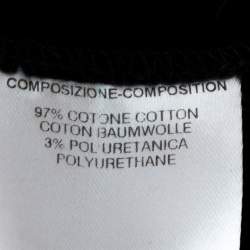 COMPOSIZIONE-COMPOSITION
97% COTONE COTTON
COTON BAUMWOLLE
3% POLIURETANICA
POLYURETHANE